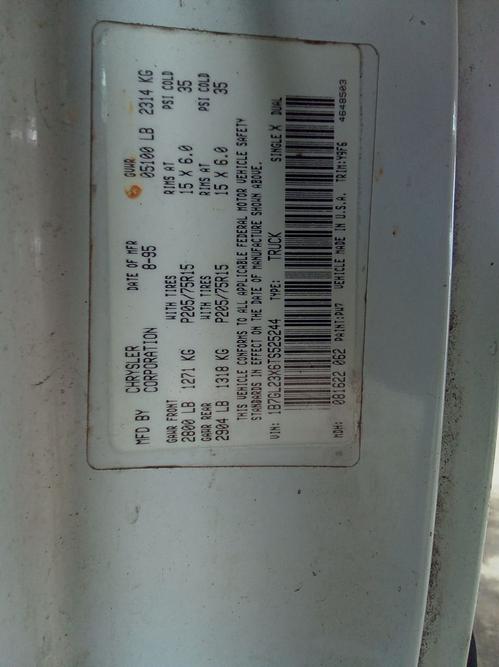 MFD BY CHRYSLER CORPORATION DATE OF MFR 8-95 GVWR 05100 LB 2314 KG
GAWR FRONT 2800 LB 1271 KG WITH TIRES P205/75R15 RIMS AT 15 X 6.0 PSI COLD 35
GAWR REAR 2904 LB 1318 KG WITH TIRES P205/75R15 RIMS AT 15 X 6.0 PSI COLD 35
THIS VEHICLE CONFORMS TO ALL APPLICABLE FEDERAL MOTOR VEHICLE SAFETY
STANDARDS IN EFFECT ON THE DATE OF MANUFACTURE SHOWN ABOVE.
VIN: 1B7GL23X6TS525244 TYPE: TRUCK SINGLE X DUAL
MDH: 081622 062 PAINT: PW7 VEHICLE MADE IN U.S.A. TRIM: Y9F6
4648503